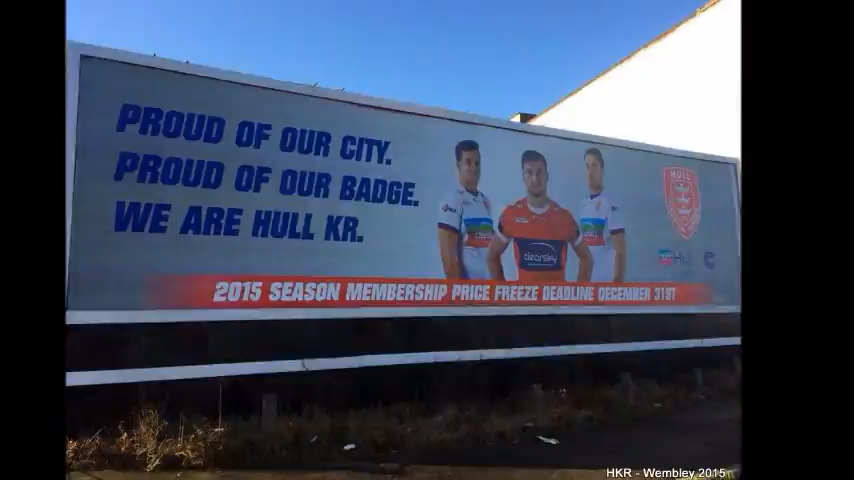 PROUD OF OUR CITY.
PROUD OF OUR BADGE.
WE ARE HULL KR.
HULL
clearsky
2015 SEASON MEMBERSHIP PRICE FREEZE DEADLINE DECEMBER 31ST
HKR - Wembley 2015